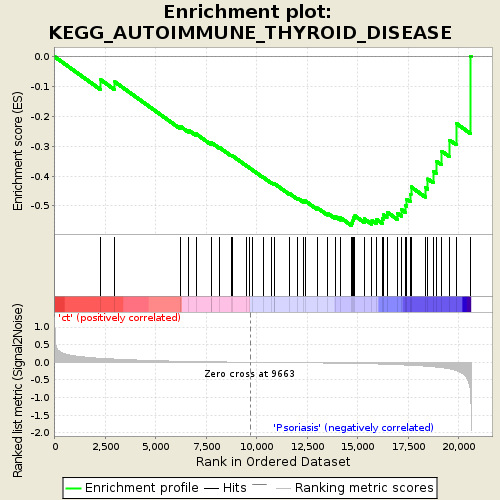 Enrichment plot:
KEGG_AUTOIMMUNE_THYROID_DISEASE
Enrichment score (ES)
0.0
-0.1
-0.2
-0.3
-0.4
-0.5
'ct' (positively correlated)
Ranked list metric (Signal2Noise)
1.0
0.5
0.0
-0.5
-1.0
-1.5
-2.0
Zero cross at 9663
'Psoriasis' (negatively correlated)
0 2,500 5,000 7,500 10,000 12,500 15,000 17,500 20,000
Rank in Ordered Dataset
Enrichment profile Hits Ranking metric scores